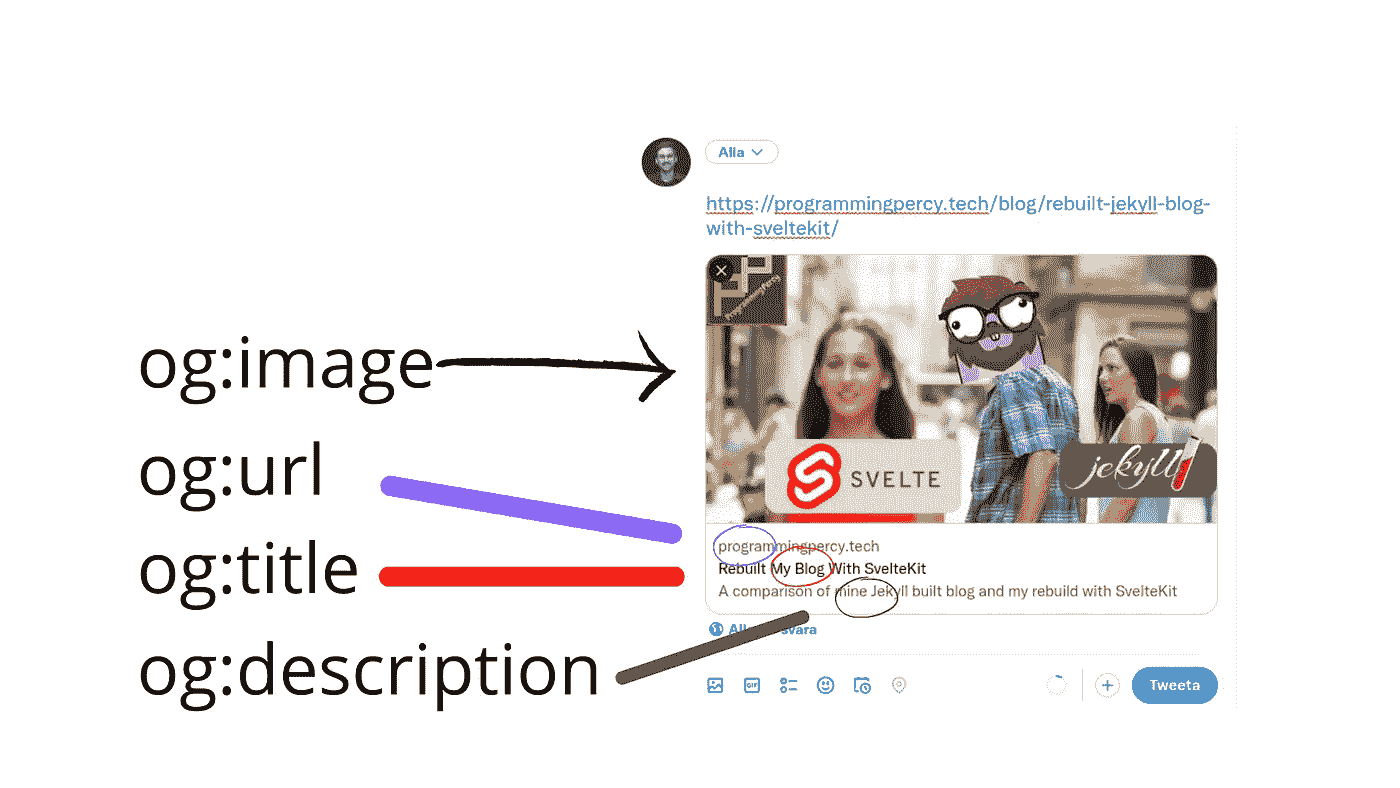 Alla
https://programmingpercy.tech/blog/rebuilt-jekyll-blog-
with-sveltekit/
programmingpercy
og:image
SVELTE
jekyll
og:url
og:title
og:description
programmingpercy.tech
Rebuilt My Blog With SvelteKit
A comparison of mine Jekyll built blog and my rebuild with SvelteKit
svara
GIF
Tweeta